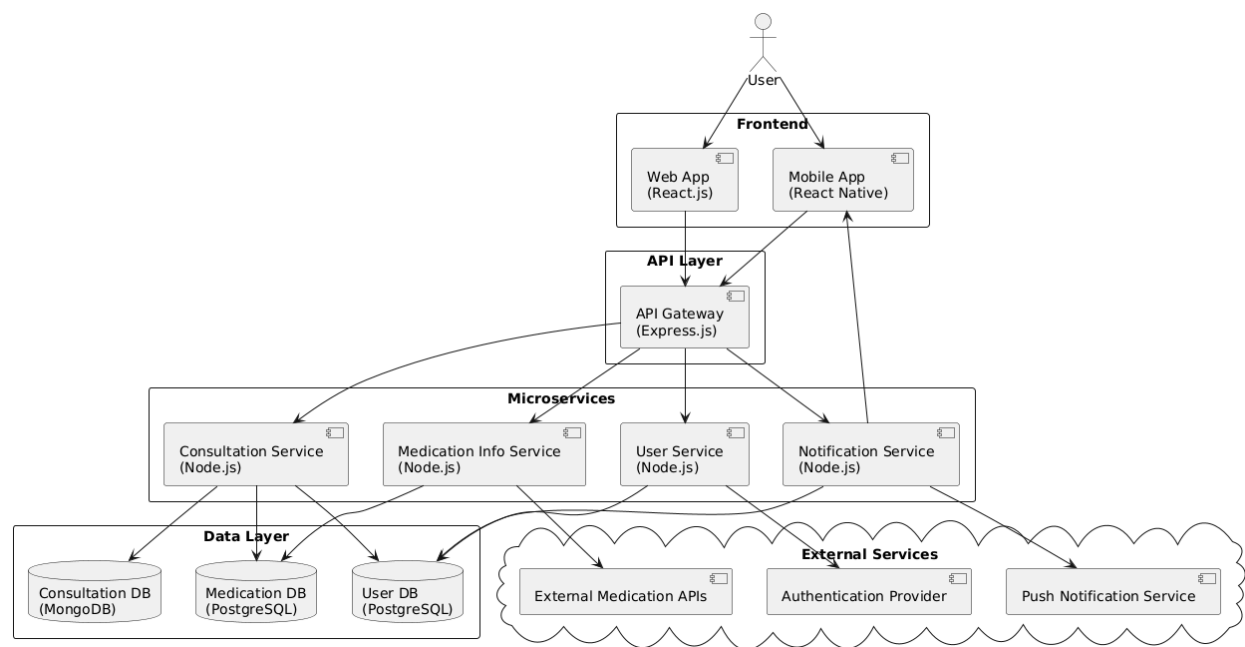 User
Frontend
Web App
(React.js)
Mobile App
(React Native)
API Layer
API Gateway
(Express.js)
Microservices
Consultation Service
(Node.js)
Medication Info Service
(Node.js)
User Service
(Node.js)
Notification Service
(Node.js)
Data Layer
Consultation DB
(MongoDB)
Medication DB
(PostgreSQL)
User DB
(PostgreSQL)
External Services
External Medication APIs
Authentication Provider
Push Notification Service